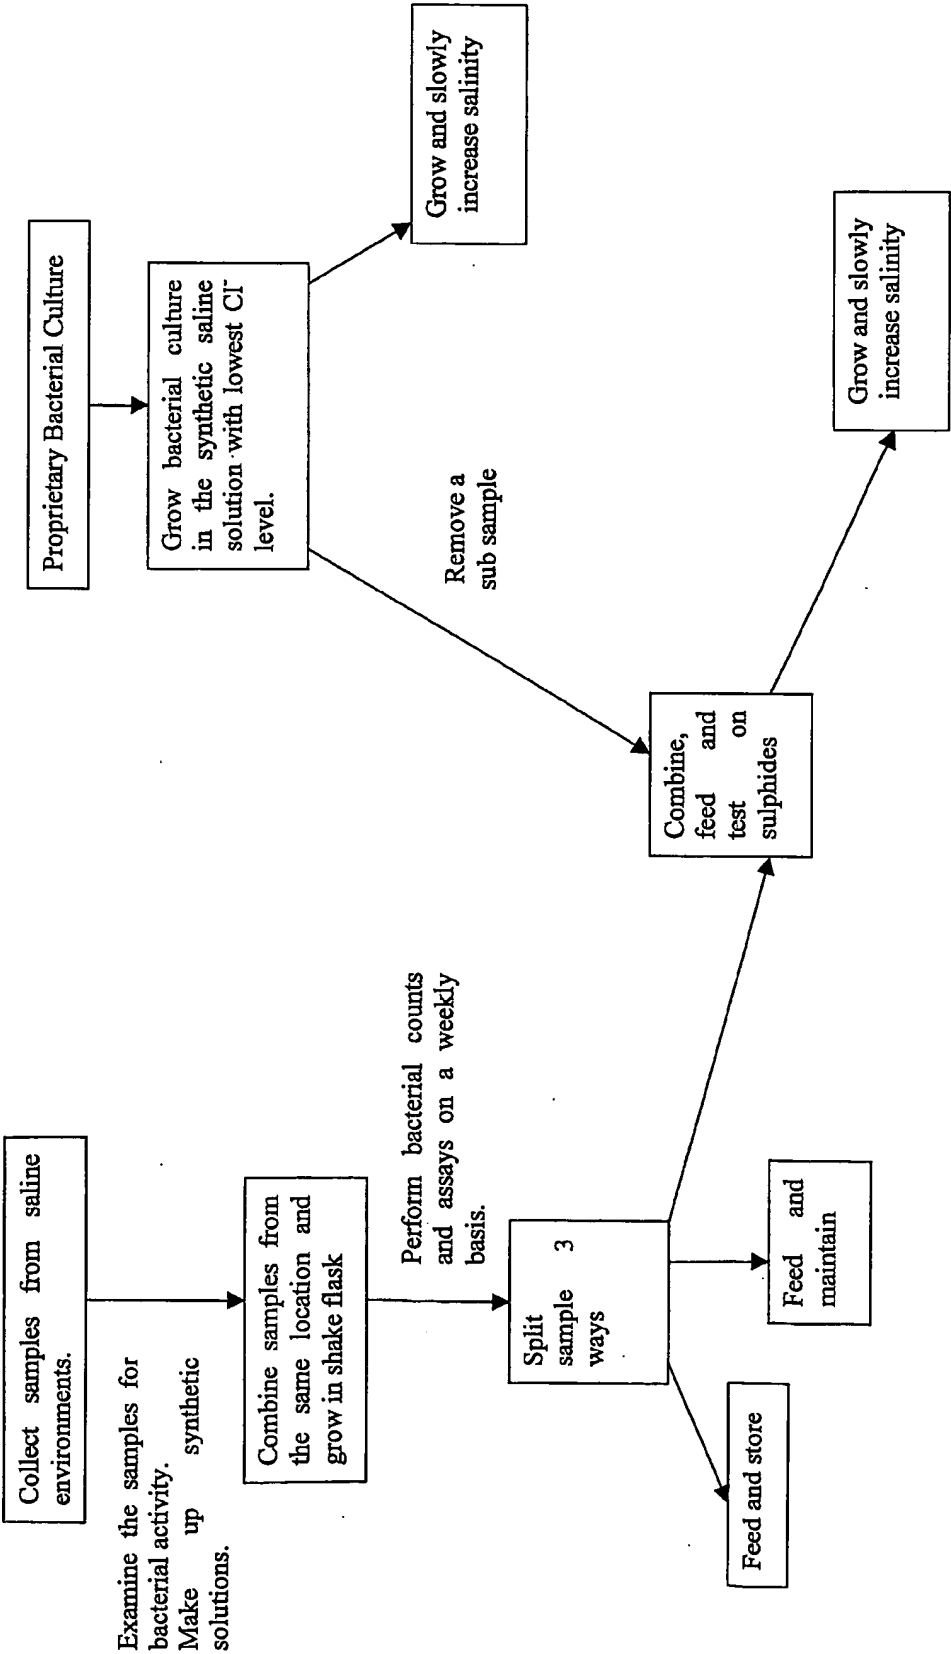 Collect samples from saline
environments.
Examine the samples for
bacterial activity.
Make up synthetic
solutions.
Combine samples from
the same location and
grow in shake flask
Perform bacterial counts
and assays on a weekly
basis.
Split
sample 3
ways
Feed and store
Feed and
maintain
Proprietary Bacterial Culture
Grow bacterial culture
in the synthetic saline
solution with lowest Cl⁻
level.
Grow and slowly
increase salinity
Remove a
sub sample
Combine,
feed and
test on
sulphides
Grow and slowly
increase salinity